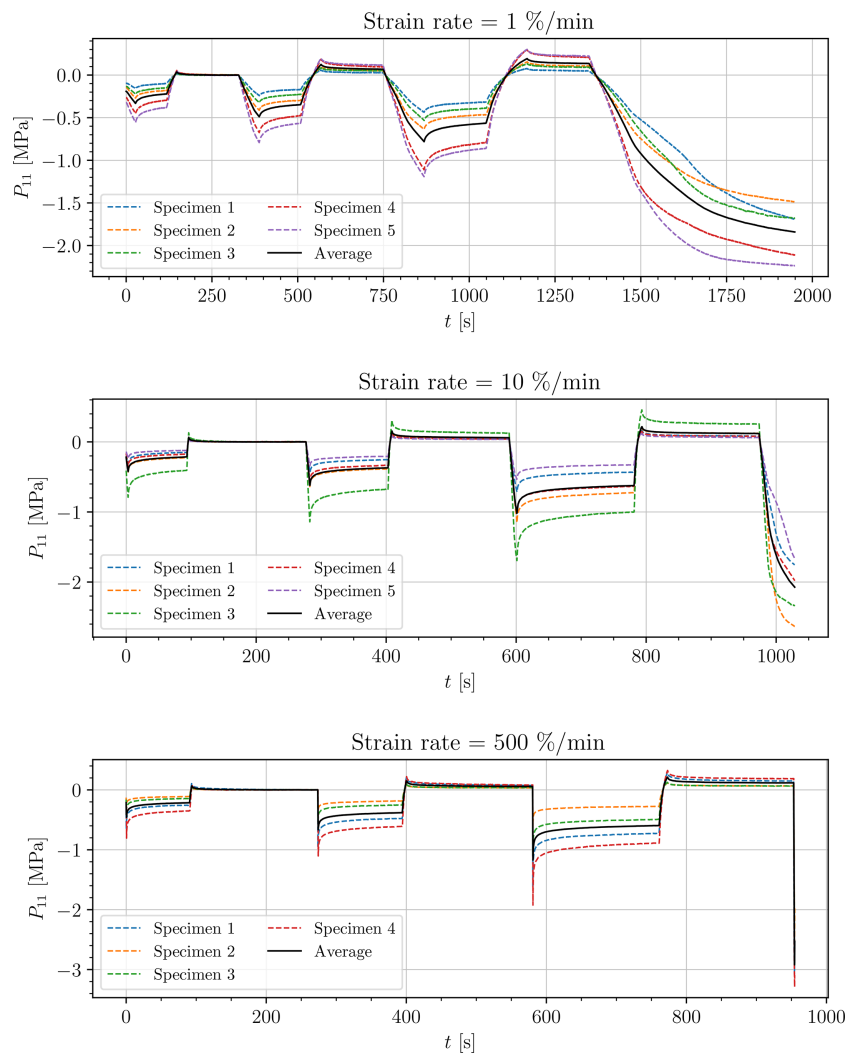 Strain rate = 1 %/min
0.0
−0.5
−1.0
−1.5
−2.0
P11 [MPa]
Specimen 1
Specimen 2
Specimen 3
Specimen 4
Specimen 5
Average
0 250 500 750 1000 1250 1500 1750 2000
t [s]
Strain rate = 10 %/min
0
−1
−2
P11 [MPa]
Specimen 1
Specimen 2
Specimen 3
Specimen 4
Specimen 5
Average
0 200 400 600 800 1000
t [s]
Strain rate = 500 %/min
0
−1
−2
−3
P11 [MPa]
Specimen 1
Specimen 2
Specimen 3
Specimen 4
Average
0 200 400 600 800 1000
t [s]